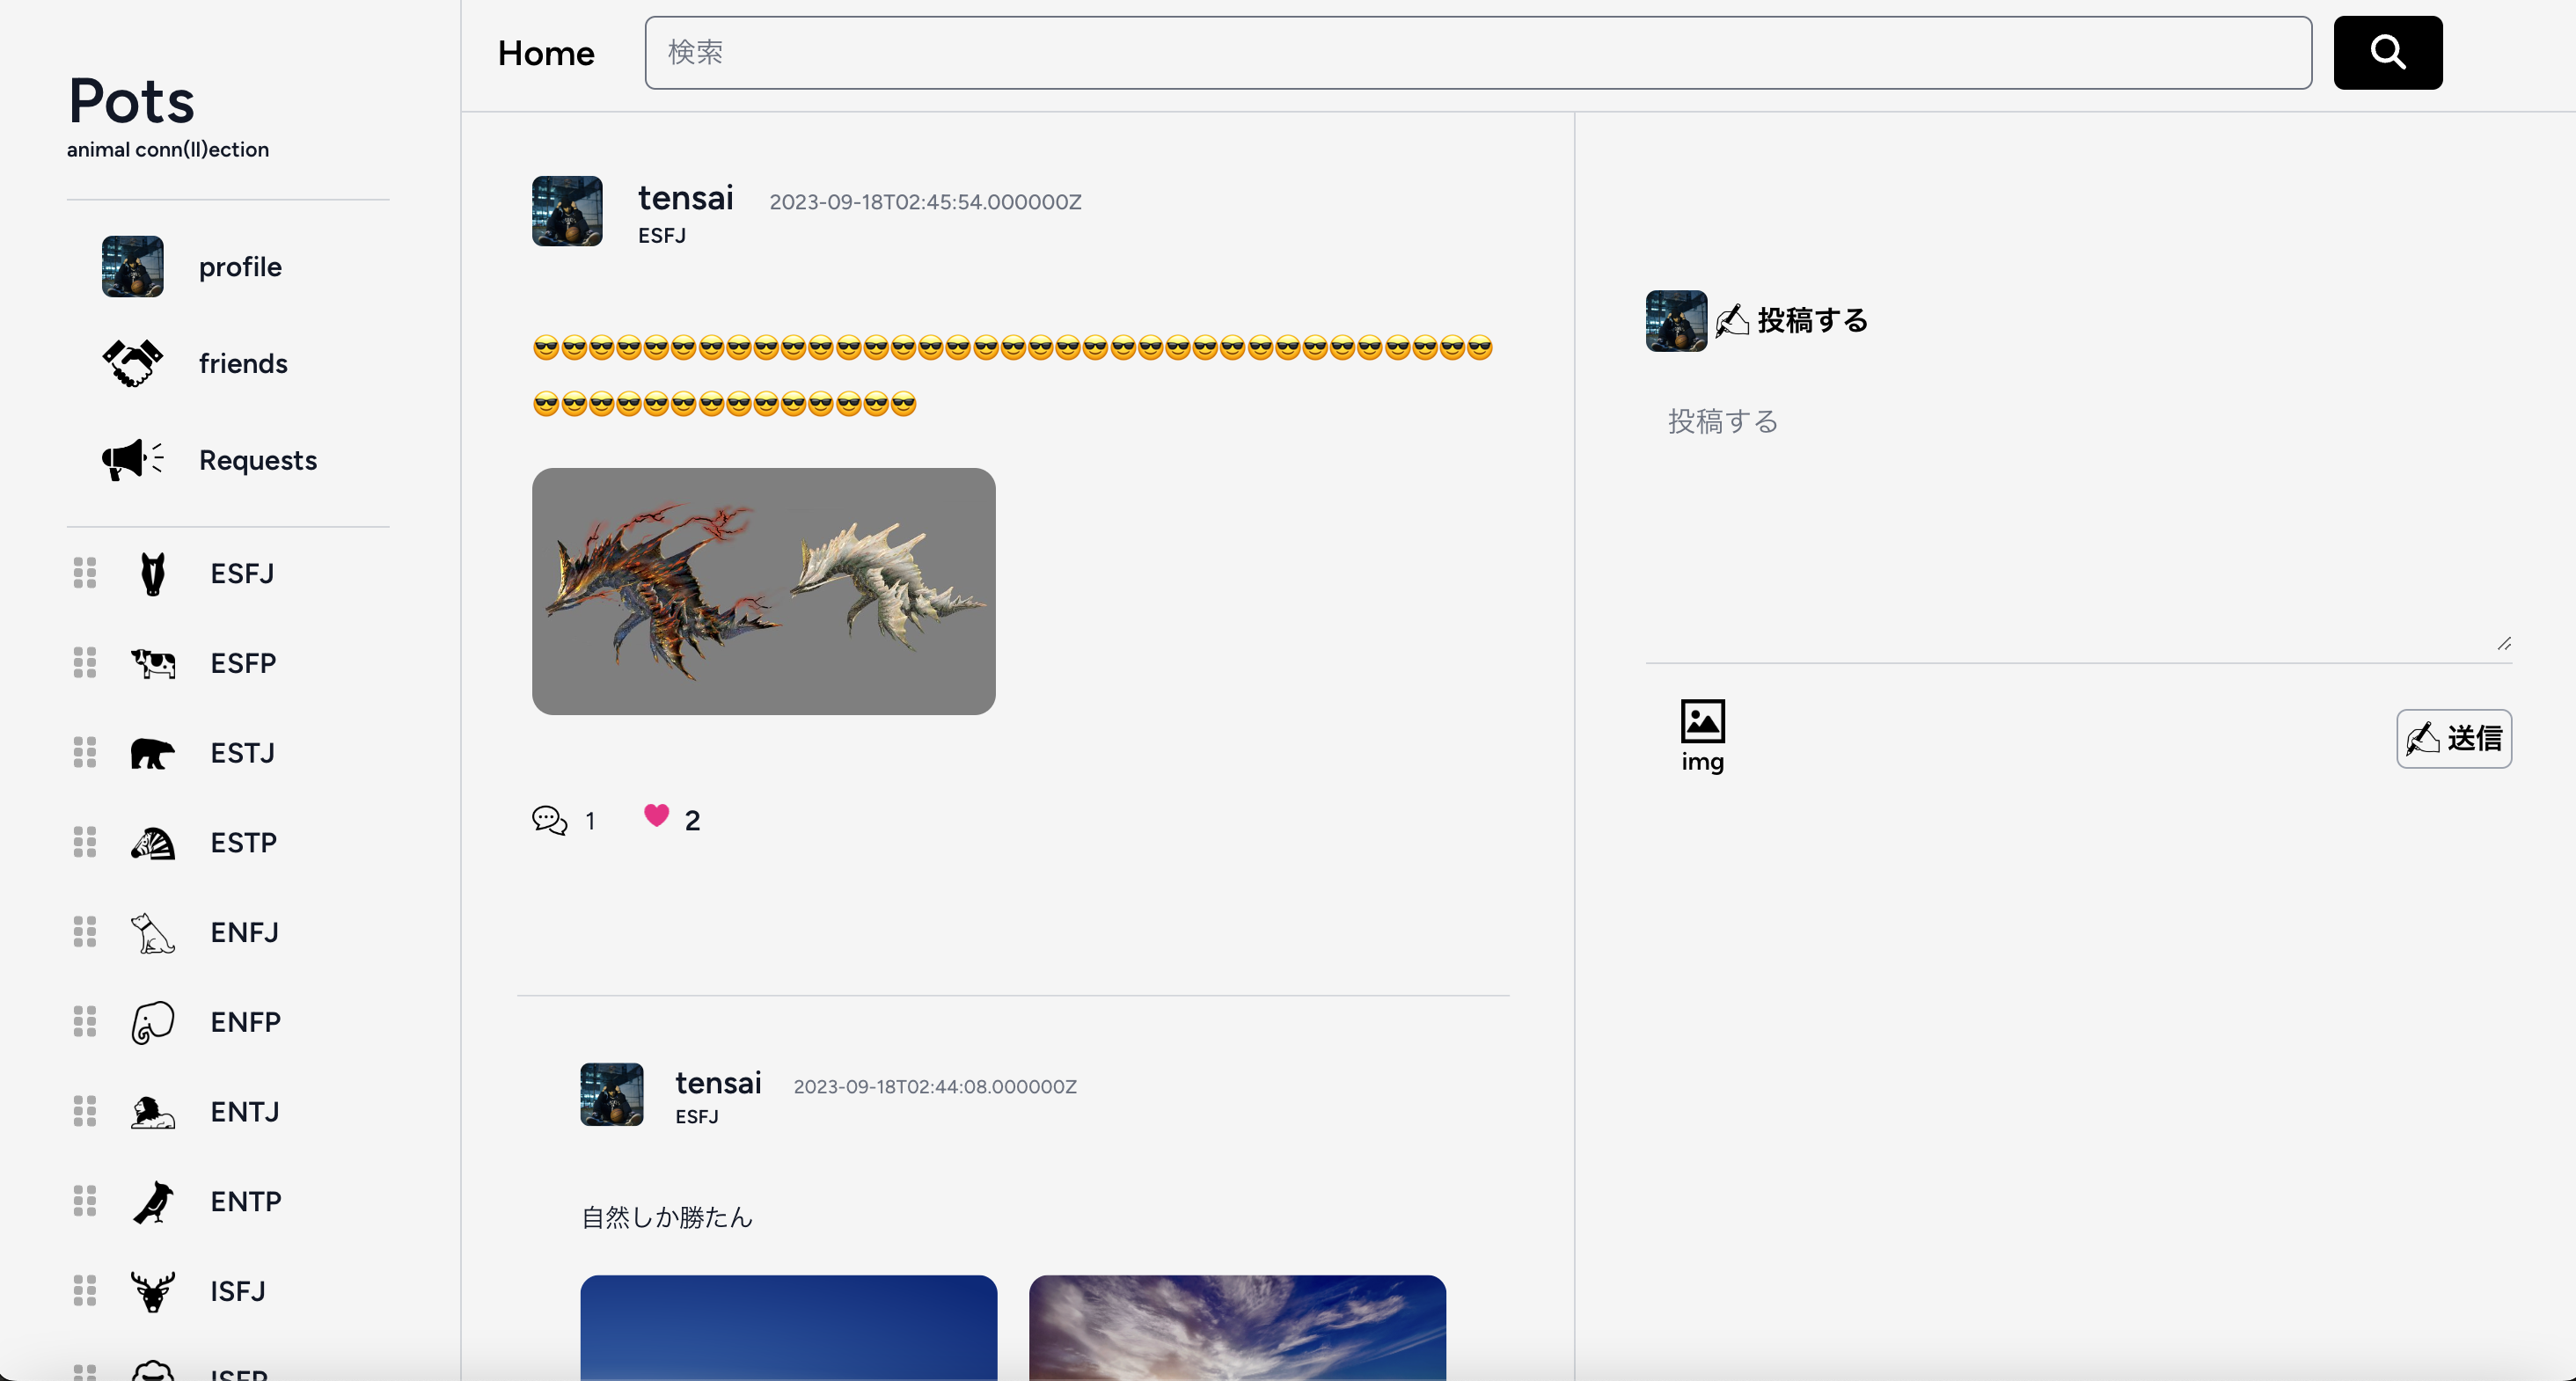 Pots
animal conn(ll)ection
profile
friends
Requests
ESFJ
ESFP
ESTJ
ESTP
ENFJ
ENFP
ENTJ
ENTP
ISFJ
ISFP
Home
検索
tensai 2023-09-18T02:45:54.000000Z
ESFJ
😎😎😎😎😎😎😎😎😎😎😎😎😎😎😎😎😎😎😎😎😎😎😎😎😎😎😎😎😎😎😎😎😎😎😎
😎😎😎😎😎😎😎😎😎😎😎😎😎😎
1 2
tensai 2023-09-18T02:44:08.000000Z
ESFJ
自然しか勝たん
投稿する
投稿する
img
送信